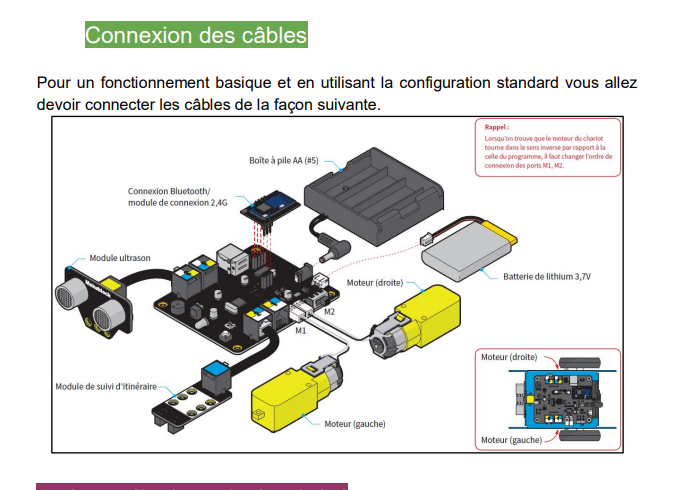 Connexion des câbles
Pour un fonctionnement basique et en utilisant la configuration standard vous allez
devoir connecter les câbles de la façon suivante.
Rappel :
Lorsqu'on trouve que le moteur du chariot
tourne dans le sens inverse par rapport à la
celle du programme, il faut changer l'ordre de
connexion des ports M1, M2.
Boîte à pile AA (#5)
Connexion Bluetooth/
module de connexion 2,4G
Module ultrason
Makeblock
Batterie de lithium 3,7V
Moteur (droite)
M2
M1
Module de suivi d'itinéraire
Moteur (gauche)
Moteur (droite)
Moteur (gauche)